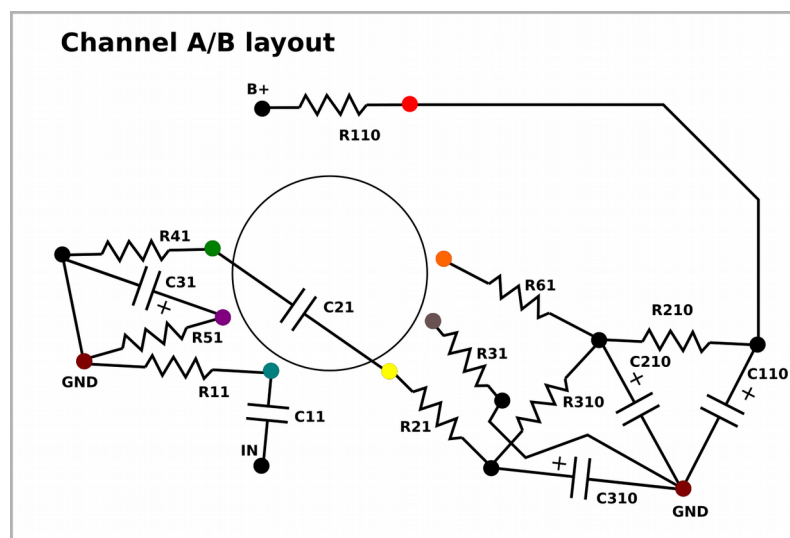 Channel A/B layout
B+
R110
R41
C31
+
R51
C21
R61
R210
R31
C210
+
C110
+
GND
R11
R310
R21
C11
IN
+
C310
GND